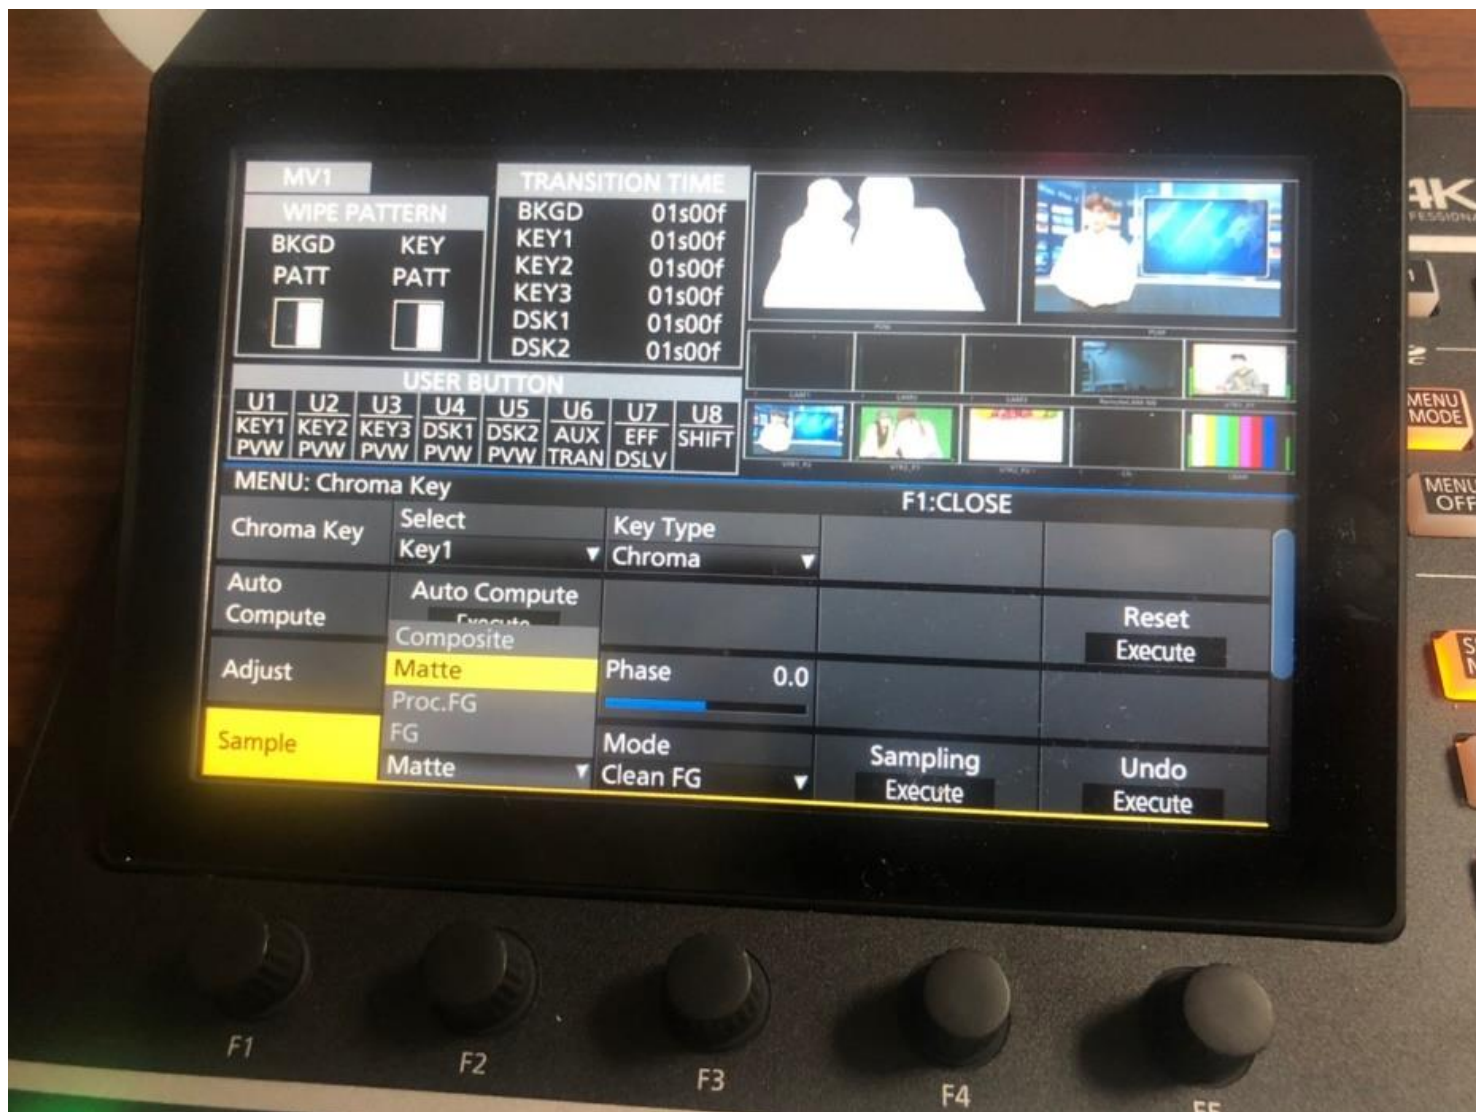 MV1
WIPE PATTERN
BKGD KEY
PATT PATT
TRANSITION TIME
BKGD 01s00f
KEY1 01s00f
KEY2 01s00f
KEY3 01s00f
DSK1 01s00f
DSK2 01s00f
USER BUTTON
U1 U2 U3 U4 U5 U6 U7 U8
KEY1 KEY2 KEY3 DSK1 DSK2 AUX EFF SHIFT
PVW PVW PVW PVW PVW TRAN DSLV
MENU: Chroma Key F1:CLOSE
Chroma Key
Select
Key1
Key Type
Chroma
Auto
Compute
Auto Compute
Execute
Reset
Execute
Adjust
Composite
Matte
Proc.FG
FG
Phase 0.0
Sample
Matte
Mode
Clean FG
Sampling
Execute
Undo
Execute
4K
MENU
MODE
MENU
OFF
F1
F2
F3
F4